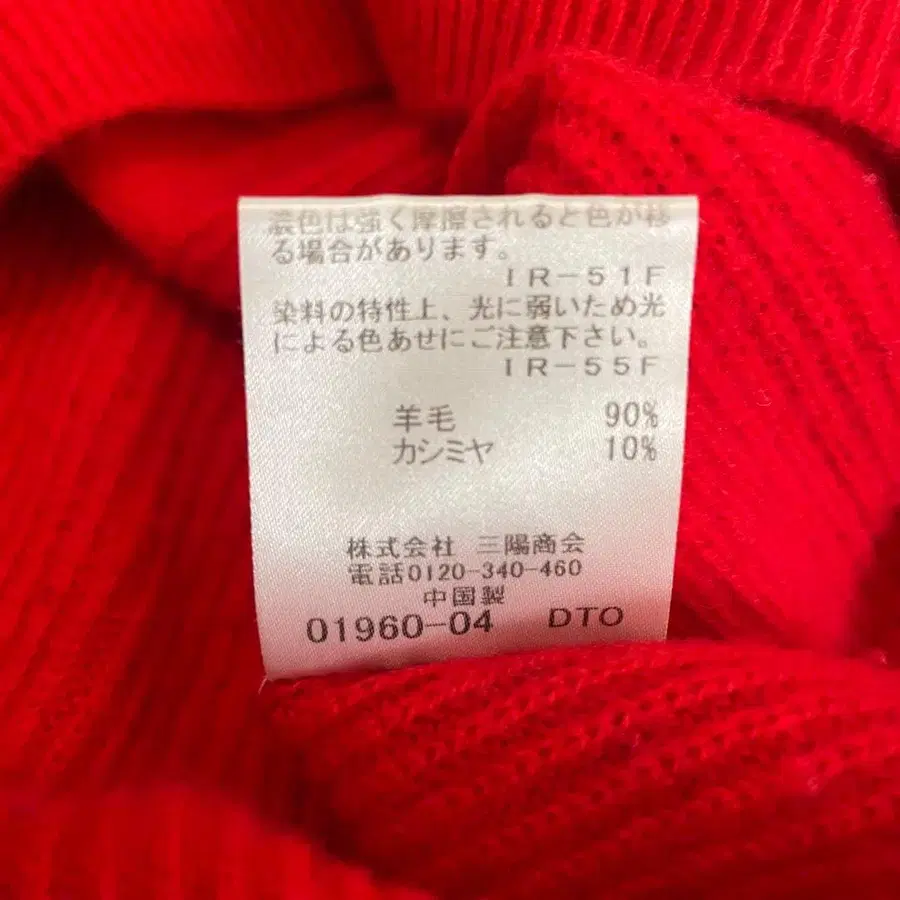 濃色は強く摩擦されると色が移
る場合があります。
IR-51F
染料の特性上、光に弱いため光
による色あせにご注意下さい。
IR-55F
羊毛 90%
カシミヤ 10%
株式会社 三陽商会
電話0120-340-460
中国製
01960-04 DTO